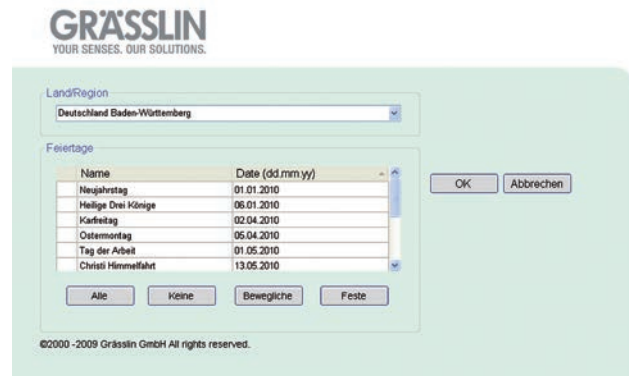 GRÄSSLIN
YOUR SENSES. OUR SOLUTIONS.
Land/Region
Deutschland Baden-Württemberg
Feiertage
Name Date (dd.mm.yy)
Neujahrstag 01.01.2010
Heilige Drei Könige 06.01.2010
Karfreitag 02.04.2010
Ostermontag 05.04.2010
Tag der Arbeit 01.05.2010
Christi Himmelfahrt 13.05.2010
OK Abbrechen
Alle Keine Bewegliche Feste
©2000 -2009 Grässlin GmbH All rights reserved.